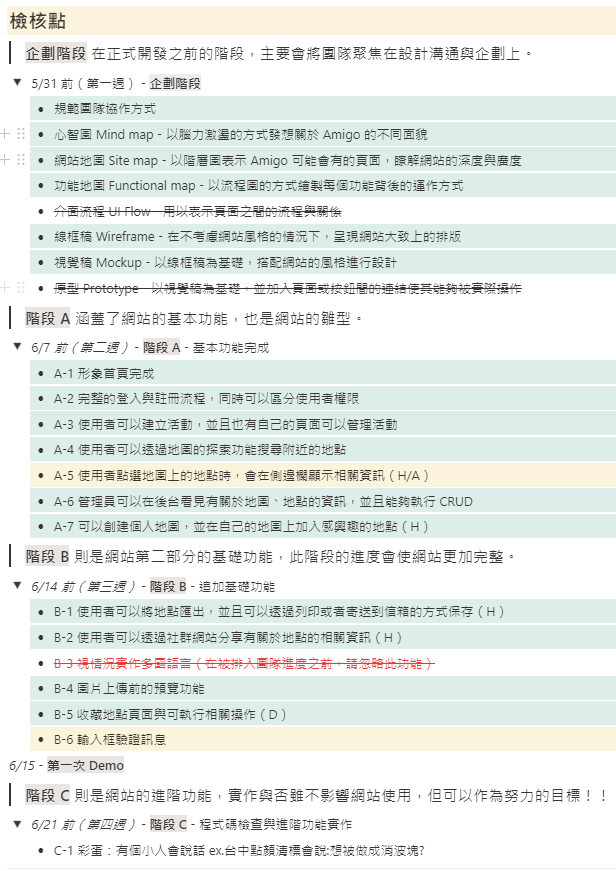 檢核點
企劃階段 在正式開發之前的階段，主要會將團隊聚焦在設計溝通與企劃上。
5/31 前（第一週） - 企劃階段
規範團隊協作方式
心智圖 Mind map - 以腦力激盪的方式發想關於 Amigo 的不同面貌
網站地圖 Site map - 以階層圖表示 Amigo 可能會有的頁面，瞭解網站的深度與廣度
功能地圖 Functional map - 以流程圖的方式繪製每個功能背後的運作方式
介面流程 UI Flow - 用以表示頁面之間的流程與關係
線框稿 Wireframe - 在不考慮網站風格的情況下，呈現網站大致上的排版
視覺稿 Mockup - 以線框稿為基礎，搭配網站的風格進行設計
原型 Prototype - 以視覺稿為基礎，並加入頁面或按鈕間的連結使其能夠被實際操作
階段 A 涵蓋了網站的基本功能，也是網站的雛型。
6/7 前（第二週） - 階段 A - 基本功能完成
A-1 形象首頁完成
A-2 完整的登入與註冊流程，同時可以區分使用者權限
A-3 使用者可以建立活動，並且也有自己的頁面可以管理活動
A-4 使用者可以透過地圖的探索功能搜尋附近的地點
A-5 使用者點選地圖上的地點時，會在側邊欄顯示相關資訊（H/A）
A-6 管理員可以在後台看見有關於地圖、地點的資訊，並且能夠執行 CRUD
A-7 可以創建個人地圖，並在自己的地圖上加入感興趣的地點（H）
階段 B 則是網站第二部分的基礎功能，此階段的進度會使網站更加完整。
6/14 前（第三週） - 階段 B - 追加基礎功能
B-1 使用者可以將地點匯出，並且可以透過列印或者寄送到信箱的方式保存（H）
B-2 使用者可以透過社群網站分享有關於地點的相關資訊（H）
B-3 視情況實作多國語言（在被排入團隊進度之前，請忽略此功能）
B-4 圖片上傳前的預覽功能
B-5 收藏地點頁面與可執行相關操作（D）
B-6 輸入框驗證訊息
6/15 - 第一次 Demo
階段 C 則是網站的進階功能，實作與否雖不影響網站使用，但可以作為努力的目標！！
6/21 前（第四週） - 階段 C - 程式碼檢查與進階功能實作
C-1 彩蛋：有個小人會說話 ex.台中點顏清標會說:想被做成消波塊?